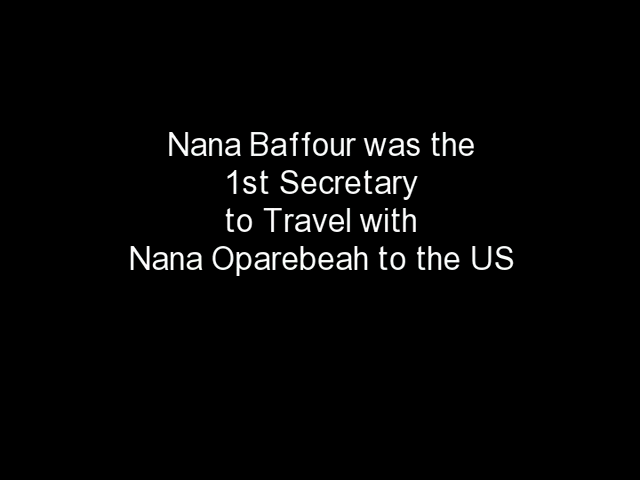 Nana Baffour was the
1st Secretary
to Travel with
Nana Oparebeah to the US